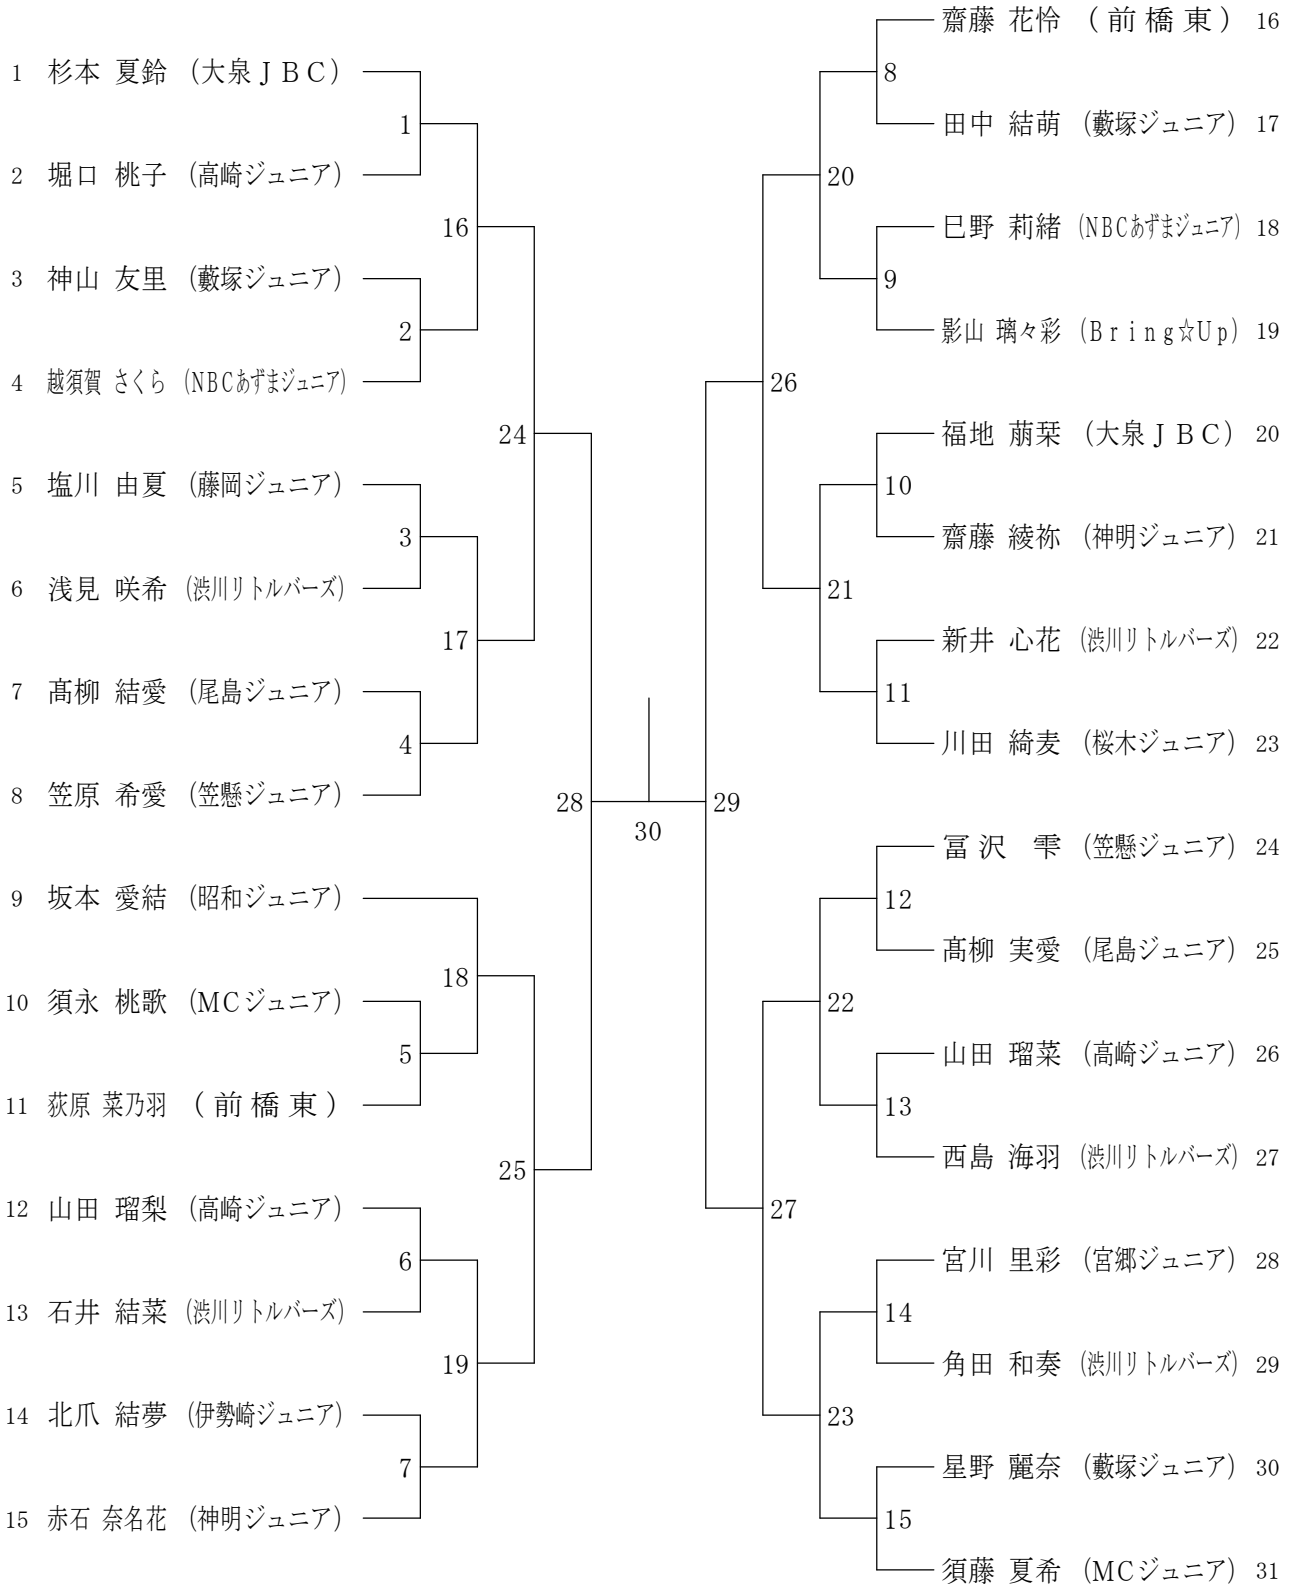 1 杉本 夏鈴 (大泉ＪＢＣ)
1
2 堀口 桃子 (高崎ジュニア)
16
3 神山 友里 (藪塚ジュニア)
2
4 越須賀 さくら (NBCあずまジュニア)
24
5 塩川 由夏 (藤岡ジュニア)
3
6 浅見 咲希 (渋川リトルバーズ)
17
7 髙柳 結愛 (尾島ジュニア)
4
8 笠原 希愛 (笠懸ジュニア)
28
9 坂本 愛結 (昭和ジュニア)
18
10 須永 桃歌 (MCジュニア)
5
11 荻原 菜乃羽 (前橋東)
25
12 山田 瑠梨 (高崎ジュニア)
6
13 石井 結菜 (渋川リトルバーズ)
19
14 北爪 結夢 (伊勢崎ジュニア)
7
15 赤石 奈名花 (神明ジュニア)
30
齋藤 花怜 (前橋東) 16
8
田中 結萌 (藪塚ジュニア) 17
20
巳野 莉緒 (NBCあずまジュニア) 18
9
影山 璃々彩 (Ｂｒｉｎｇ☆Ｕｐ) 19
26
福地 萠栞 (大泉ＪＢＣ) 20
10
齋藤 綾祢 (神明ジュニア) 21
21
新井 心花 (渋川リトルバーズ) 22
11
川田 綺麦 (桜木ジュニア) 23
29
冨沢 雫 (笠懸ジュニア) 24
12
髙柳 実愛 (尾島ジュニア) 25
22
山田 瑠菜 (高崎ジュニア) 26
13
西島 海羽 (渋川リトルバーズ) 27
27
宮川 里彩 (宮郷ジュニア) 28
14
角田 和奏 (渋川リトルバーズ) 29
23
星野 麗奈 (藪塚ジュニア) 30
15
須藤 夏希 (MCジュニア) 31